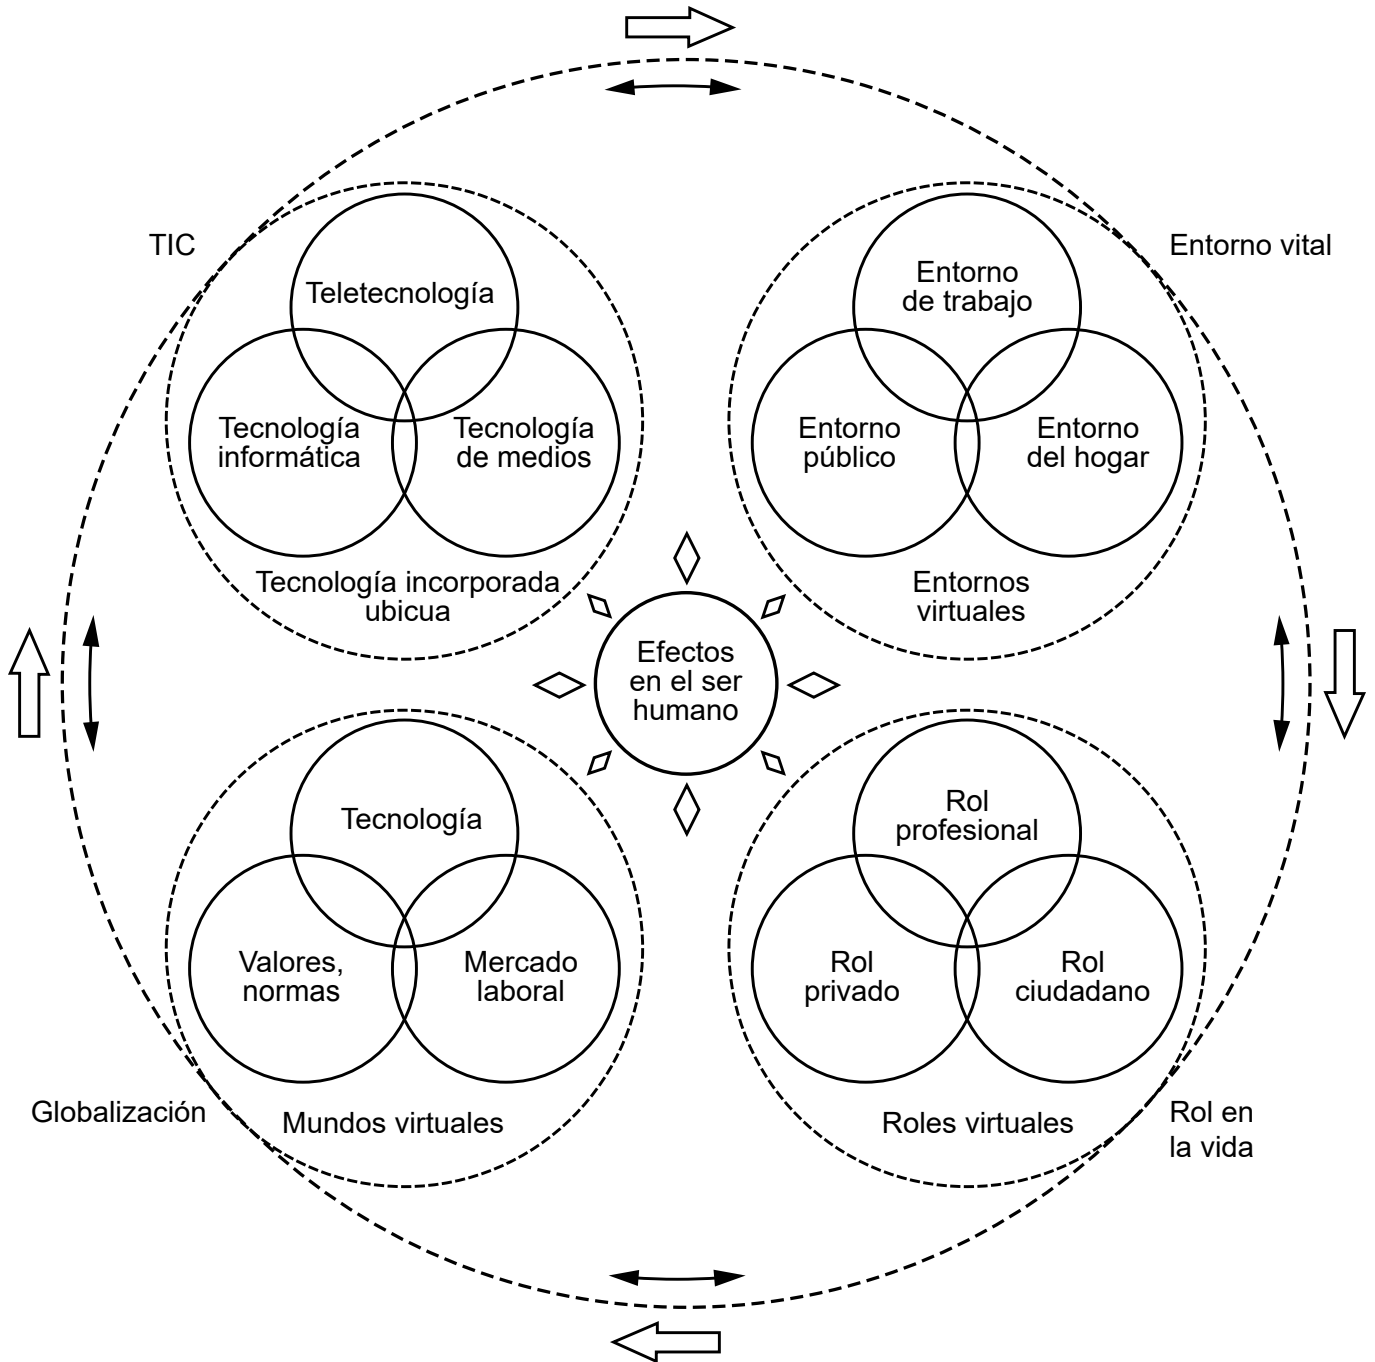 TIC
Teletecnología
Tecnología
informática
Tecnología
de medios
Tecnología incorporada
ubicua
Entorno vital
Entorno
de trabajo
Entorno
público
Entorno
del hogar
Entornos
virtuales
Efectos
en el ser
humano
Tecnología
Valores,
normas
Mercado
laboral
Mundos virtuales
Globalización
Rol
profesional
Rol
privado
Rol
ciudadano
Roles virtuales
Rol en
la vida